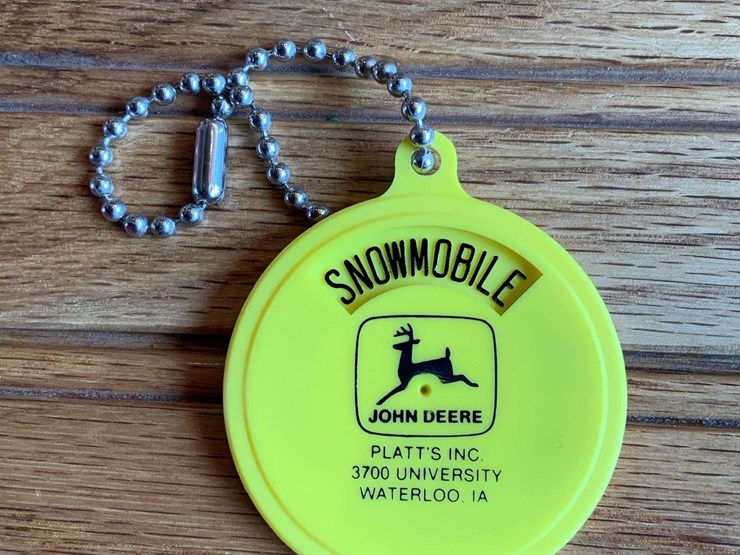 SNOWMOBILE
JOHN DEERE
PLATT'S INC.
3700 UNIVERSITY
WATERLOO, IA